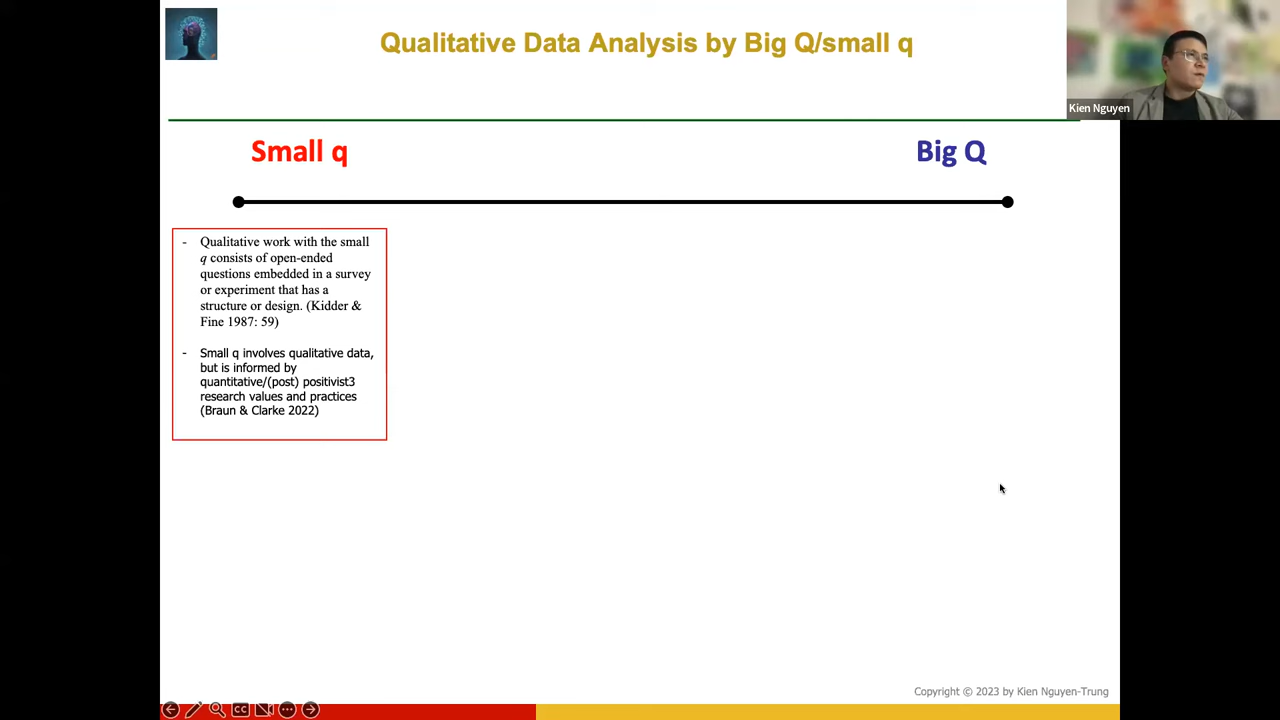 Qualitative Data Analysis by Big Q/small q
Kien Nguyen
Small q
Big Q
- Qualitative work with the small
q consists of open-ended
questions embedded in a survey
or experiment that has a
structure or design. (Kidder &
Fine 1987: 59)
- Small q involves qualitative data,
but is informed by
quantitative/(post) positivist3
research values and practices
(Braun & Clarke 2022)
Copyright © 2023 by Kien Nguyen-Trung
CC